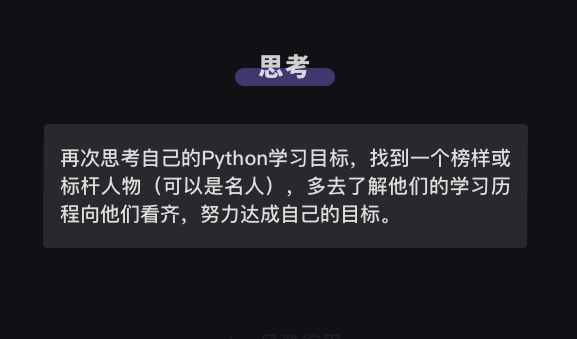 思考
再次思考自己的Python学习目标，找到一个榜样或
标杆人物（可以是名人），多去了解他们的学习历
程向他们看齐，努力达成自己的目标。